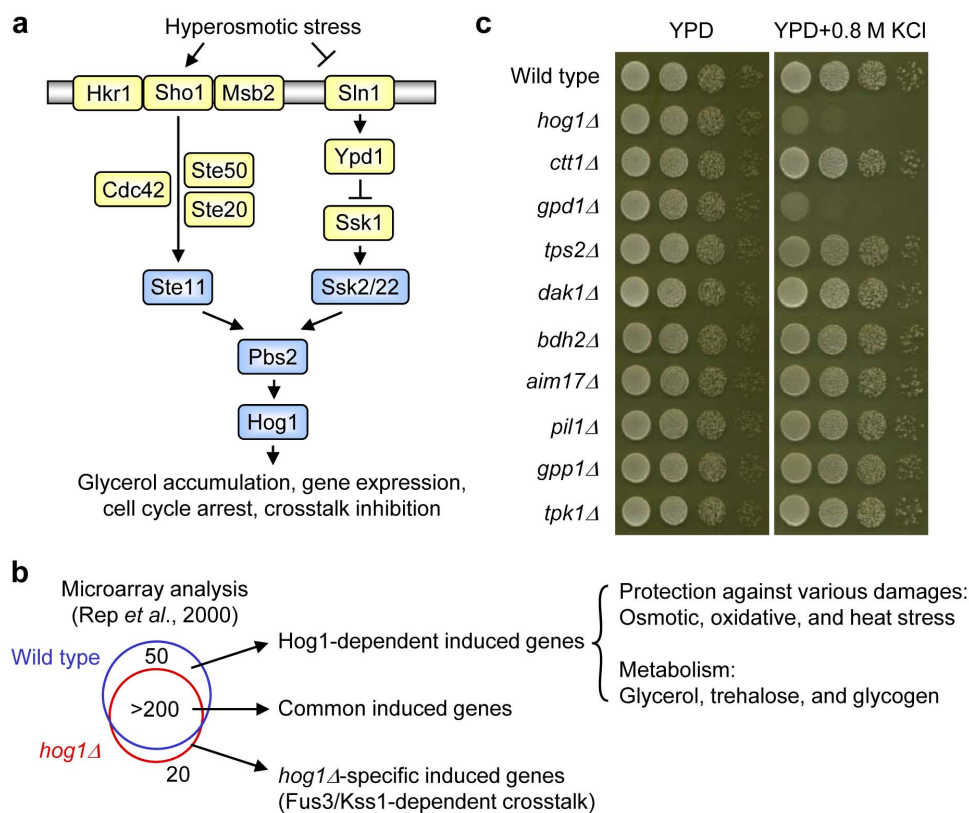 a
Hyperosmotic stress
Hkr1
Sho1
Msb2
Sln1
Ypd1
Cdc42
Ste50
Ste20
Ssk1
Ste11
Ssk2/22
Pbs2
Hog1
Glycerol accumulation, gene expression,
cell cycle arrest, crosstalk inhibition
c
YPD
YPD+0.8 M KCl
Wild type
hog1Δ
ctt1Δ
gpd1Δ
tps2Δ
dak1Δ
bdh2Δ
aim17Δ
pil1Δ
gpp1Δ
tpk1Δ
b
Microarray analysis
(Rep et al., 2000)
Wild type
50
>200
hog1Δ
20
Hog1-dependent induced genes
Common induced genes
hog1Δ-specific induced genes
(Fus3/Kss1-dependent crosstalk)
Protection against various damages:
Osmotic, oxidative, and heat stress
Metabolism:
Glycerol, trehalose, and glycogen